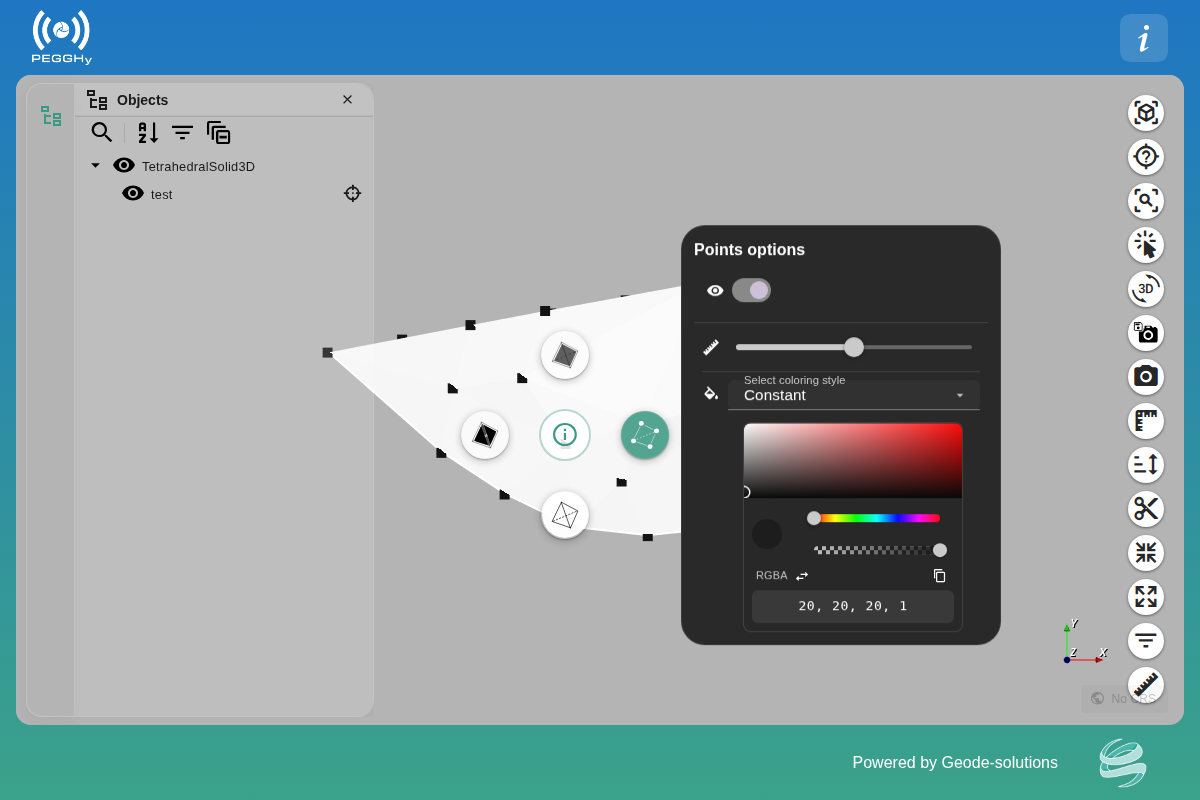 PEGGHy
i
Objects
A
Z
TetrahedralSolid3D
test
Points options
3D
Select coloring style
Constant
RGBA
20, 20, 20, 1
Y
Z
X
No CRS
Powered by Geode-solutions